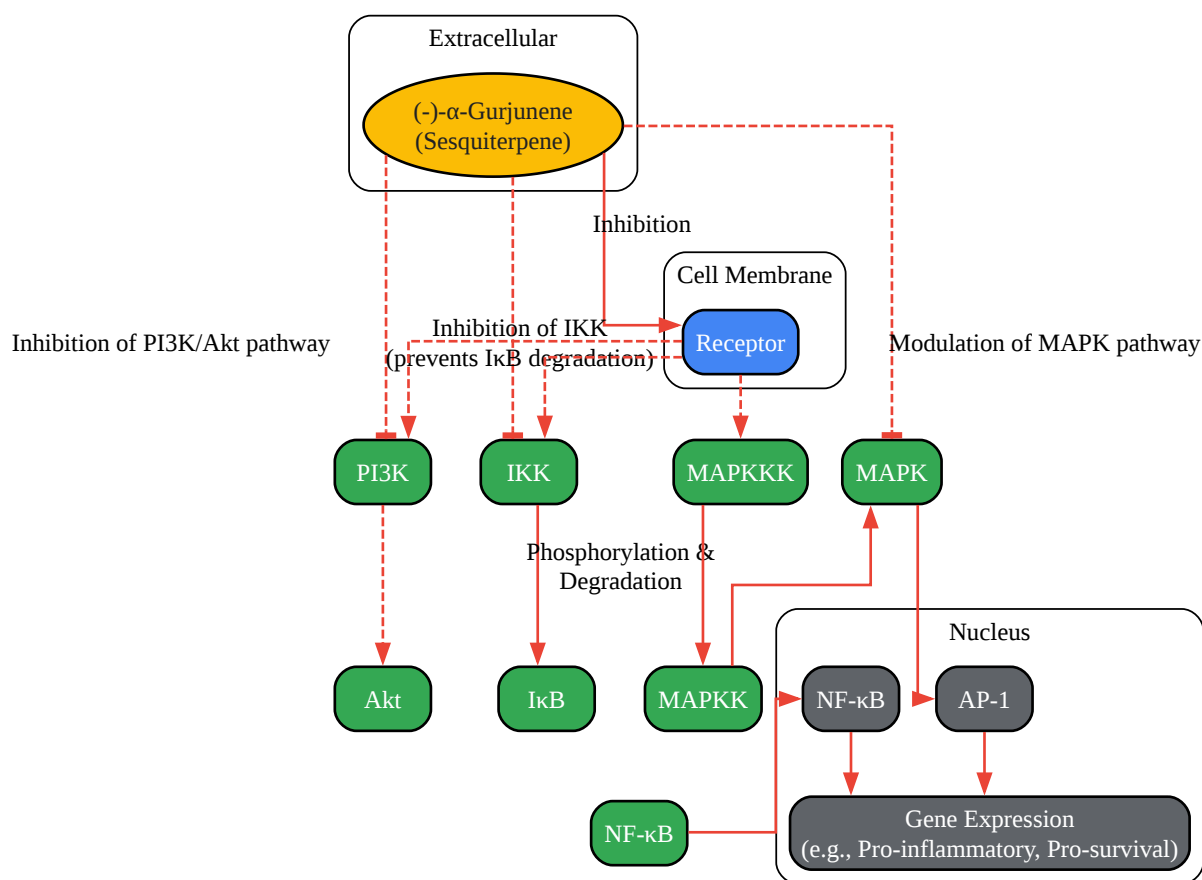 Extracellular
(-)-α-Gurjunene
(Sesquiterpene)
Inhibition
Cell Membrane
Inhibition of PI3K/Akt pathway
Inhibition of IKK
(prevents IκB degradation)
Receptor
Modulation of MAPK pathway
PI3K
IKK
MAPKKK
MAPK
Phosphorylation &
Degradation
Nucleus
Akt
IκB
MAPKK
NF-κB
AP-1
NF-κB
Gene Expression
(e.g., Pro-inflammatory, Pro-survival)